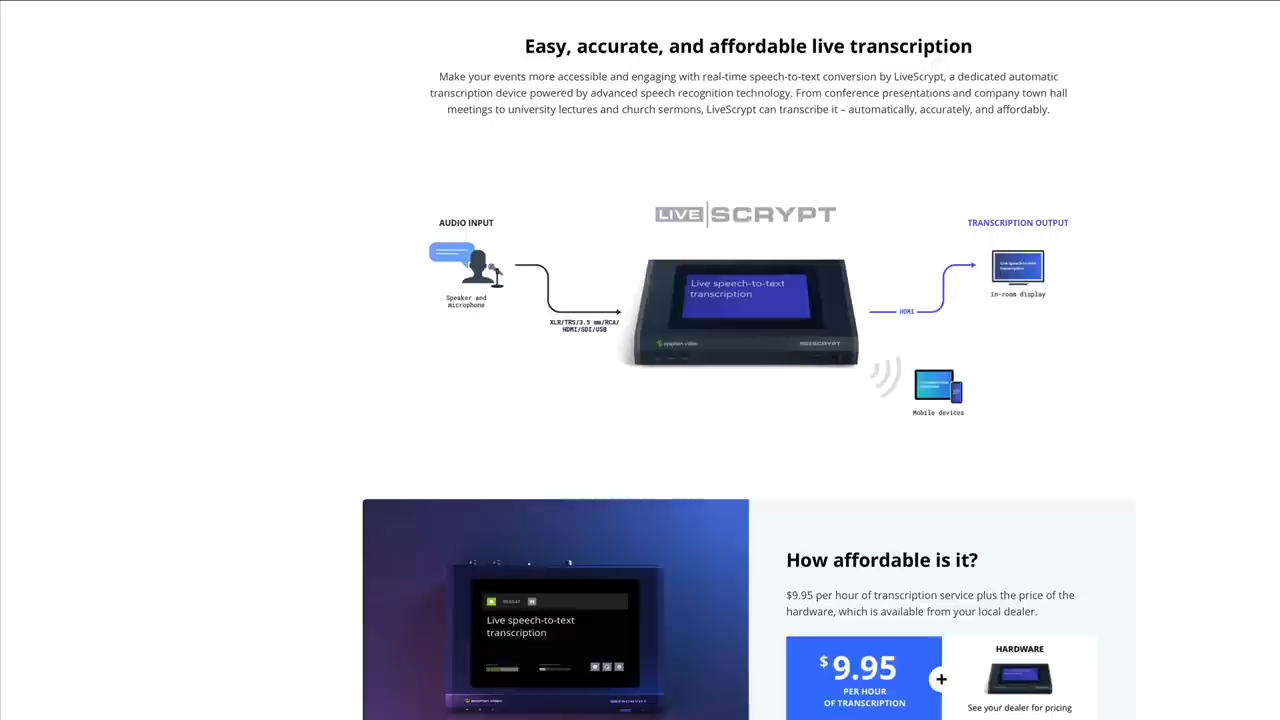 Easy, accurate, and affordable live transcription
Make your events more accessible and engaging with real-time speech-to-text conversion by LiveScrypt, a dedicated automatic
transcription device powered by advanced speech recognition technology. From conference presentations and company town hall
meetings to university lectures and church sermons, LiveScrypt can transcribe it – automatically, accurately, and affordably.
LIVE SCRYPT
AUDIO INPUT
TRANSCRIPTION OUTPUT
Live speech-to-text
transcription
In-room display
Speaker and
microphone
HDMI
XLR/TRS/3.5 mm/RCA/
HDMI/SDI/USB
epiphan video
LIVESCRYPT
Mobile devices
How affordable is it?
$9.95 per hour of transcription service plus the price of the
hardware, which is available from your local dealer.
Live speech-to-text
transcription
epiphan video
LIVESCRYPT
$9.95
PER HOUR
OF TRANSCRIPTION
+
HARDWARE
See your dealer for pricing